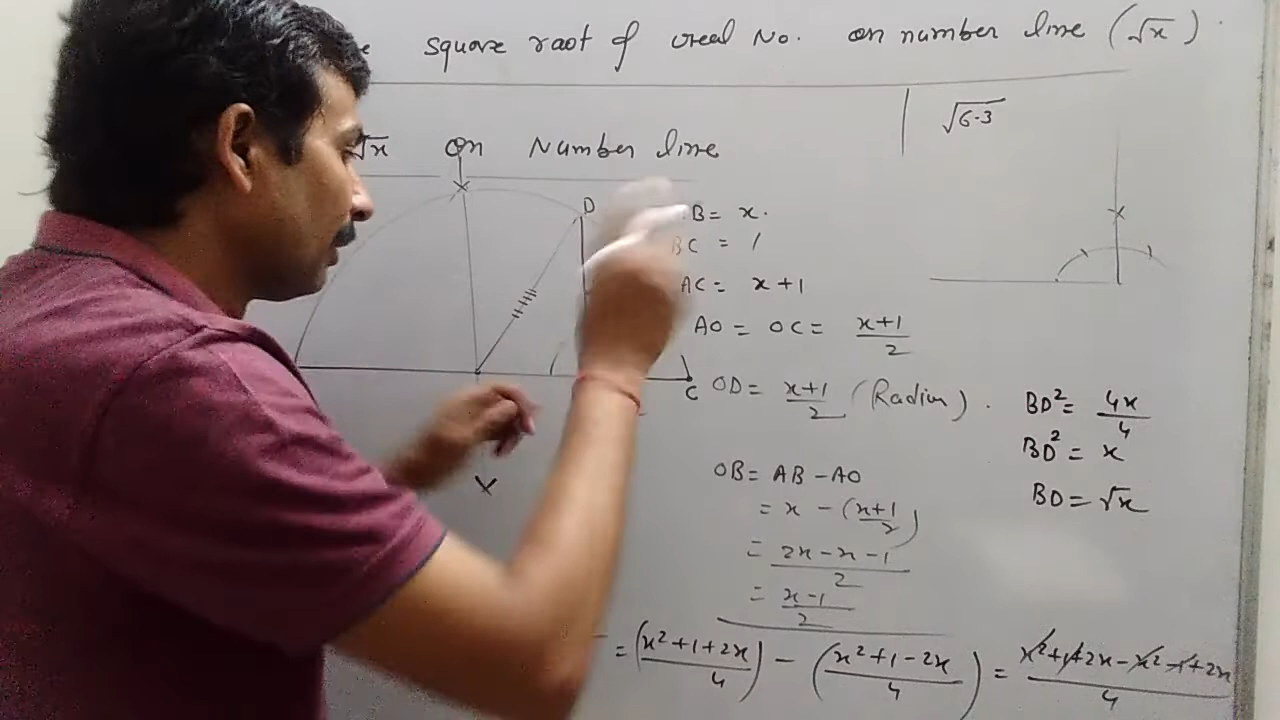 square raot of real No. on number line (√x).
√6.3
√x on Number line
D
B = x.
BC = 1
AC = x+1
AO = OC = x+1/2
C
OD = x+1/2 (Radius).
BD² = 4x/4
BD² = x
BD = √x
OB = AB - AO
= x - (x+1/2)
= 2x-x-1/2
= x-1/2
= (x²+1+2x/4) - (x²+1-2x/4) = x²+1+2x-x²-1+2x/4